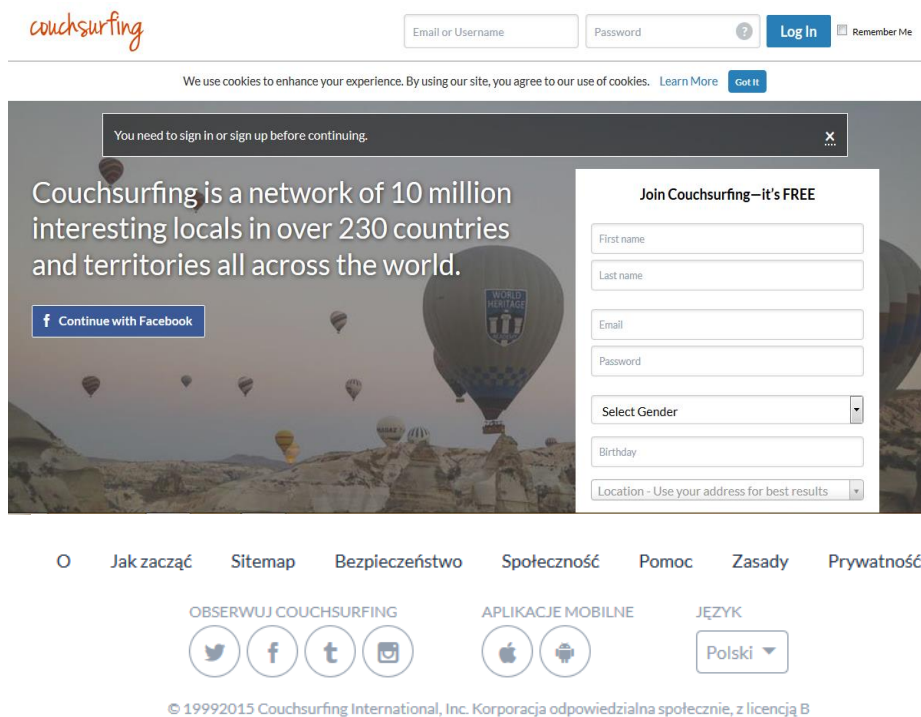 couchsurfing
Email or Username
Password
?
Log In
Remember Me
We use cookies to enhance your experience. By using our site, you agree to our use of cookies. Learn More Got It
You need to sign in or sign up before continuing. x
Couchsurfing is a network of 10 million
interesting locals in over 230 countries
and territories all across the world.
f Continue with Facebook
WORLD
HERITAGE
Join Couchsurfing—it's FREE
First name
Last name
Email
Password
Select Gender
Birthday
Location - Use your address for best results
O Jak zacząć Sitemap Bezpieczeństwo Społeczność Pomoc Zasady Prywatność
OBSERWUJ COUCHSURFING APLIKACJE MOBILNE JĘZYK
Polski
© 19992015 Couchsurfing International, Inc. Korporacja odpowiedzialna społecznie, z licencją B